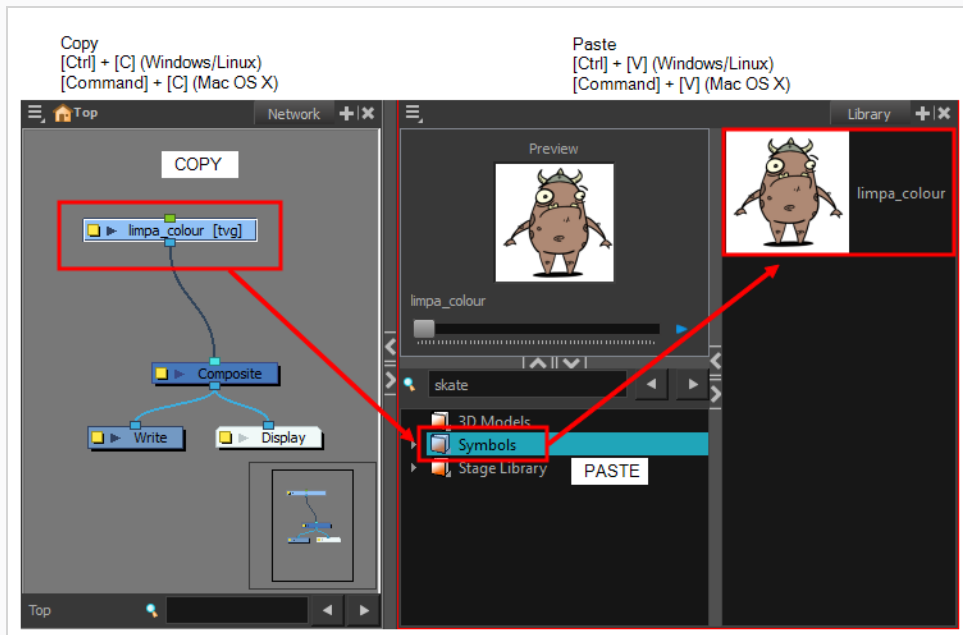 Copy
[Ctrl] + [C] (Windows/Linux)
[Command] + [C] (Mac OS X)
Paste
[Ctrl] + [V] (Windows/Linux)
[Command] + [V] (Mac OS X)
Top
Network
Library
COPY
limpa_colour [tvg]
Composite
Write
Display
Top
Preview
limpa_colour
skate
3D Models
Symbols
Stage Library
PASTE
limpa_colour